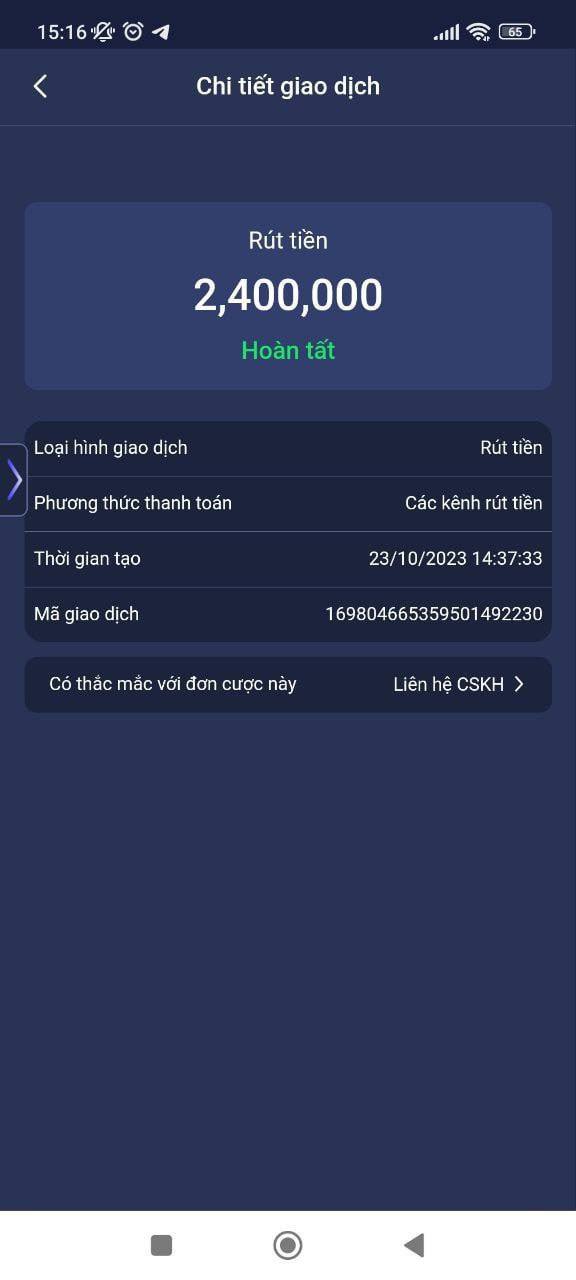 15:16
65
Chi tiết giao dịch
Rút tiền
2,400,000
Hoàn tất
Loại hình giao dịch Rút tiền
Phương thức thanh toán Các kênh rút tiền
Thời gian tạo 23/10/2023 14:37:33
Mã giao dịch 169804665359501492230
Có thắc mắc với đơn cược này Liên hệ CSKH